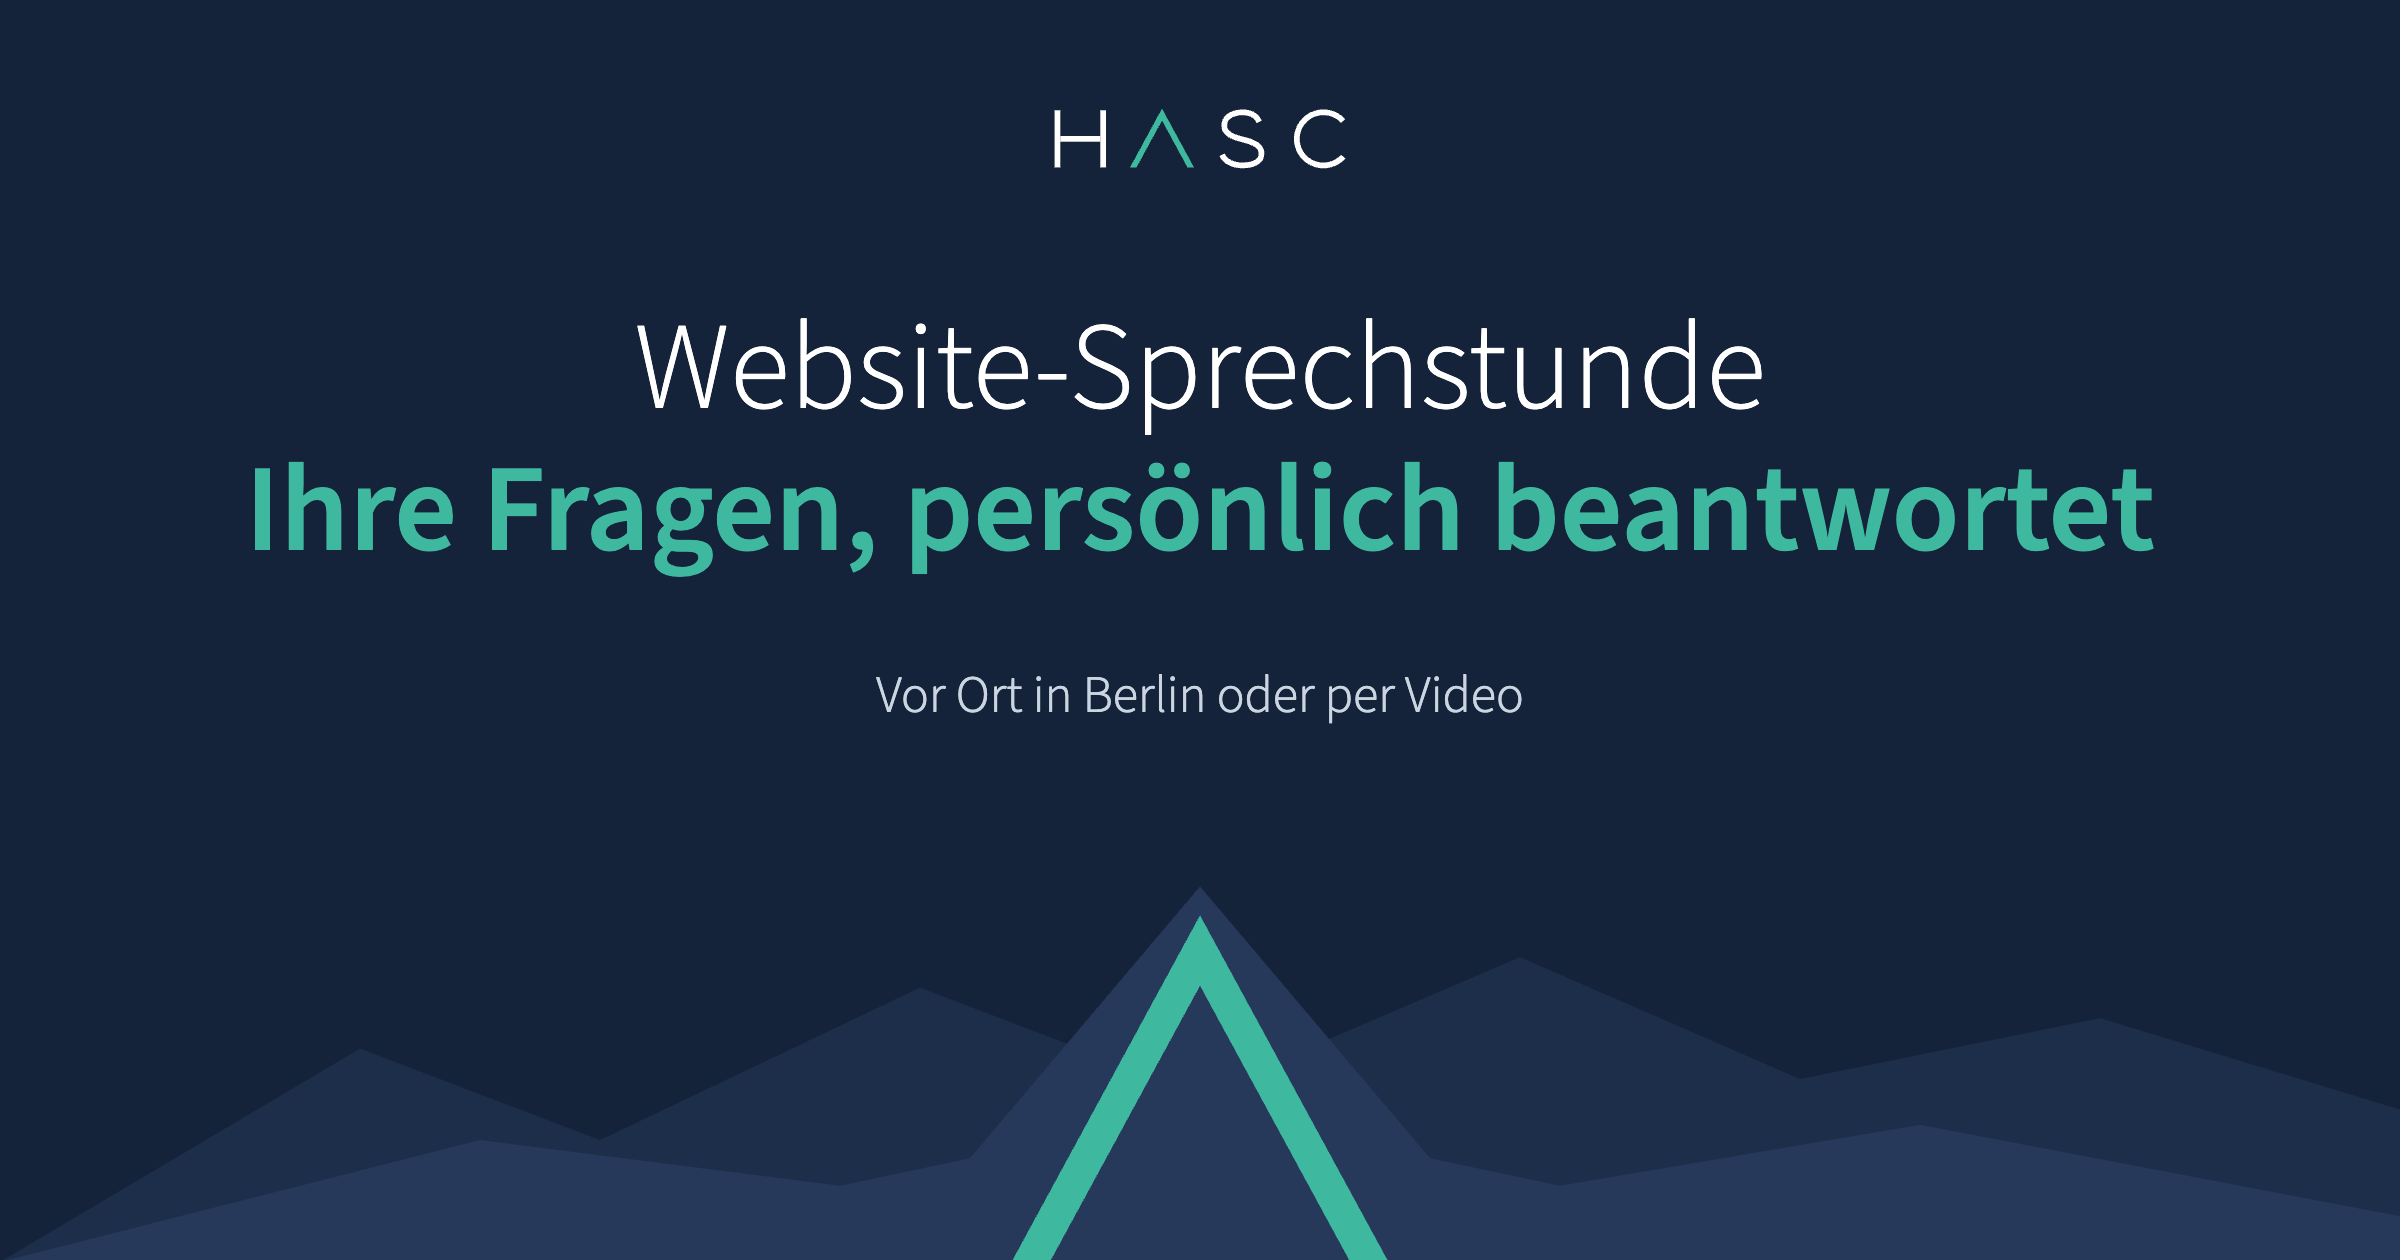 HASC
Website-Sprechstunde
Ihre Fragen, persönlich beantwortet
Vor Ort in Berlin oder per Video